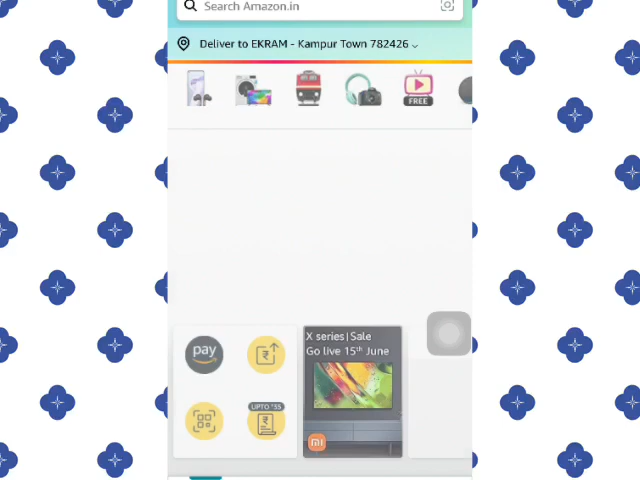 Search Amazon.in
Deliver to EKRAM - Kampur Town 782426
FREE
X series | Sale
Go live 15th June
pay
UPTO ₹55
mi